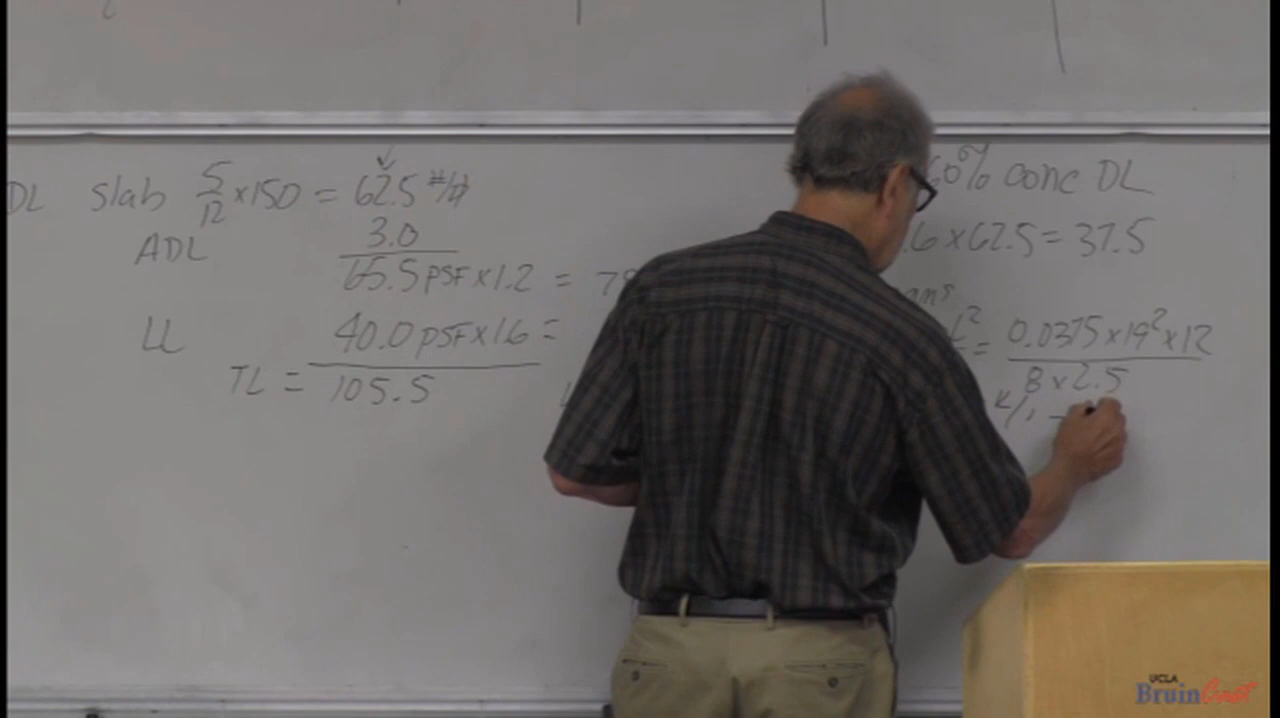 DL slab 5/12 x150 = 62.5 #/ft
ADL 3.0
65.5 PSF x 1.2 = 7
LL 40.0 PSF x 1.6 =
TL = 105.5
60% conc DL
.6 x 62.5 = 37.5
L² = 0.0375 x 19² x 12
8 x 2.5
K/1
UCLA
BruinCast